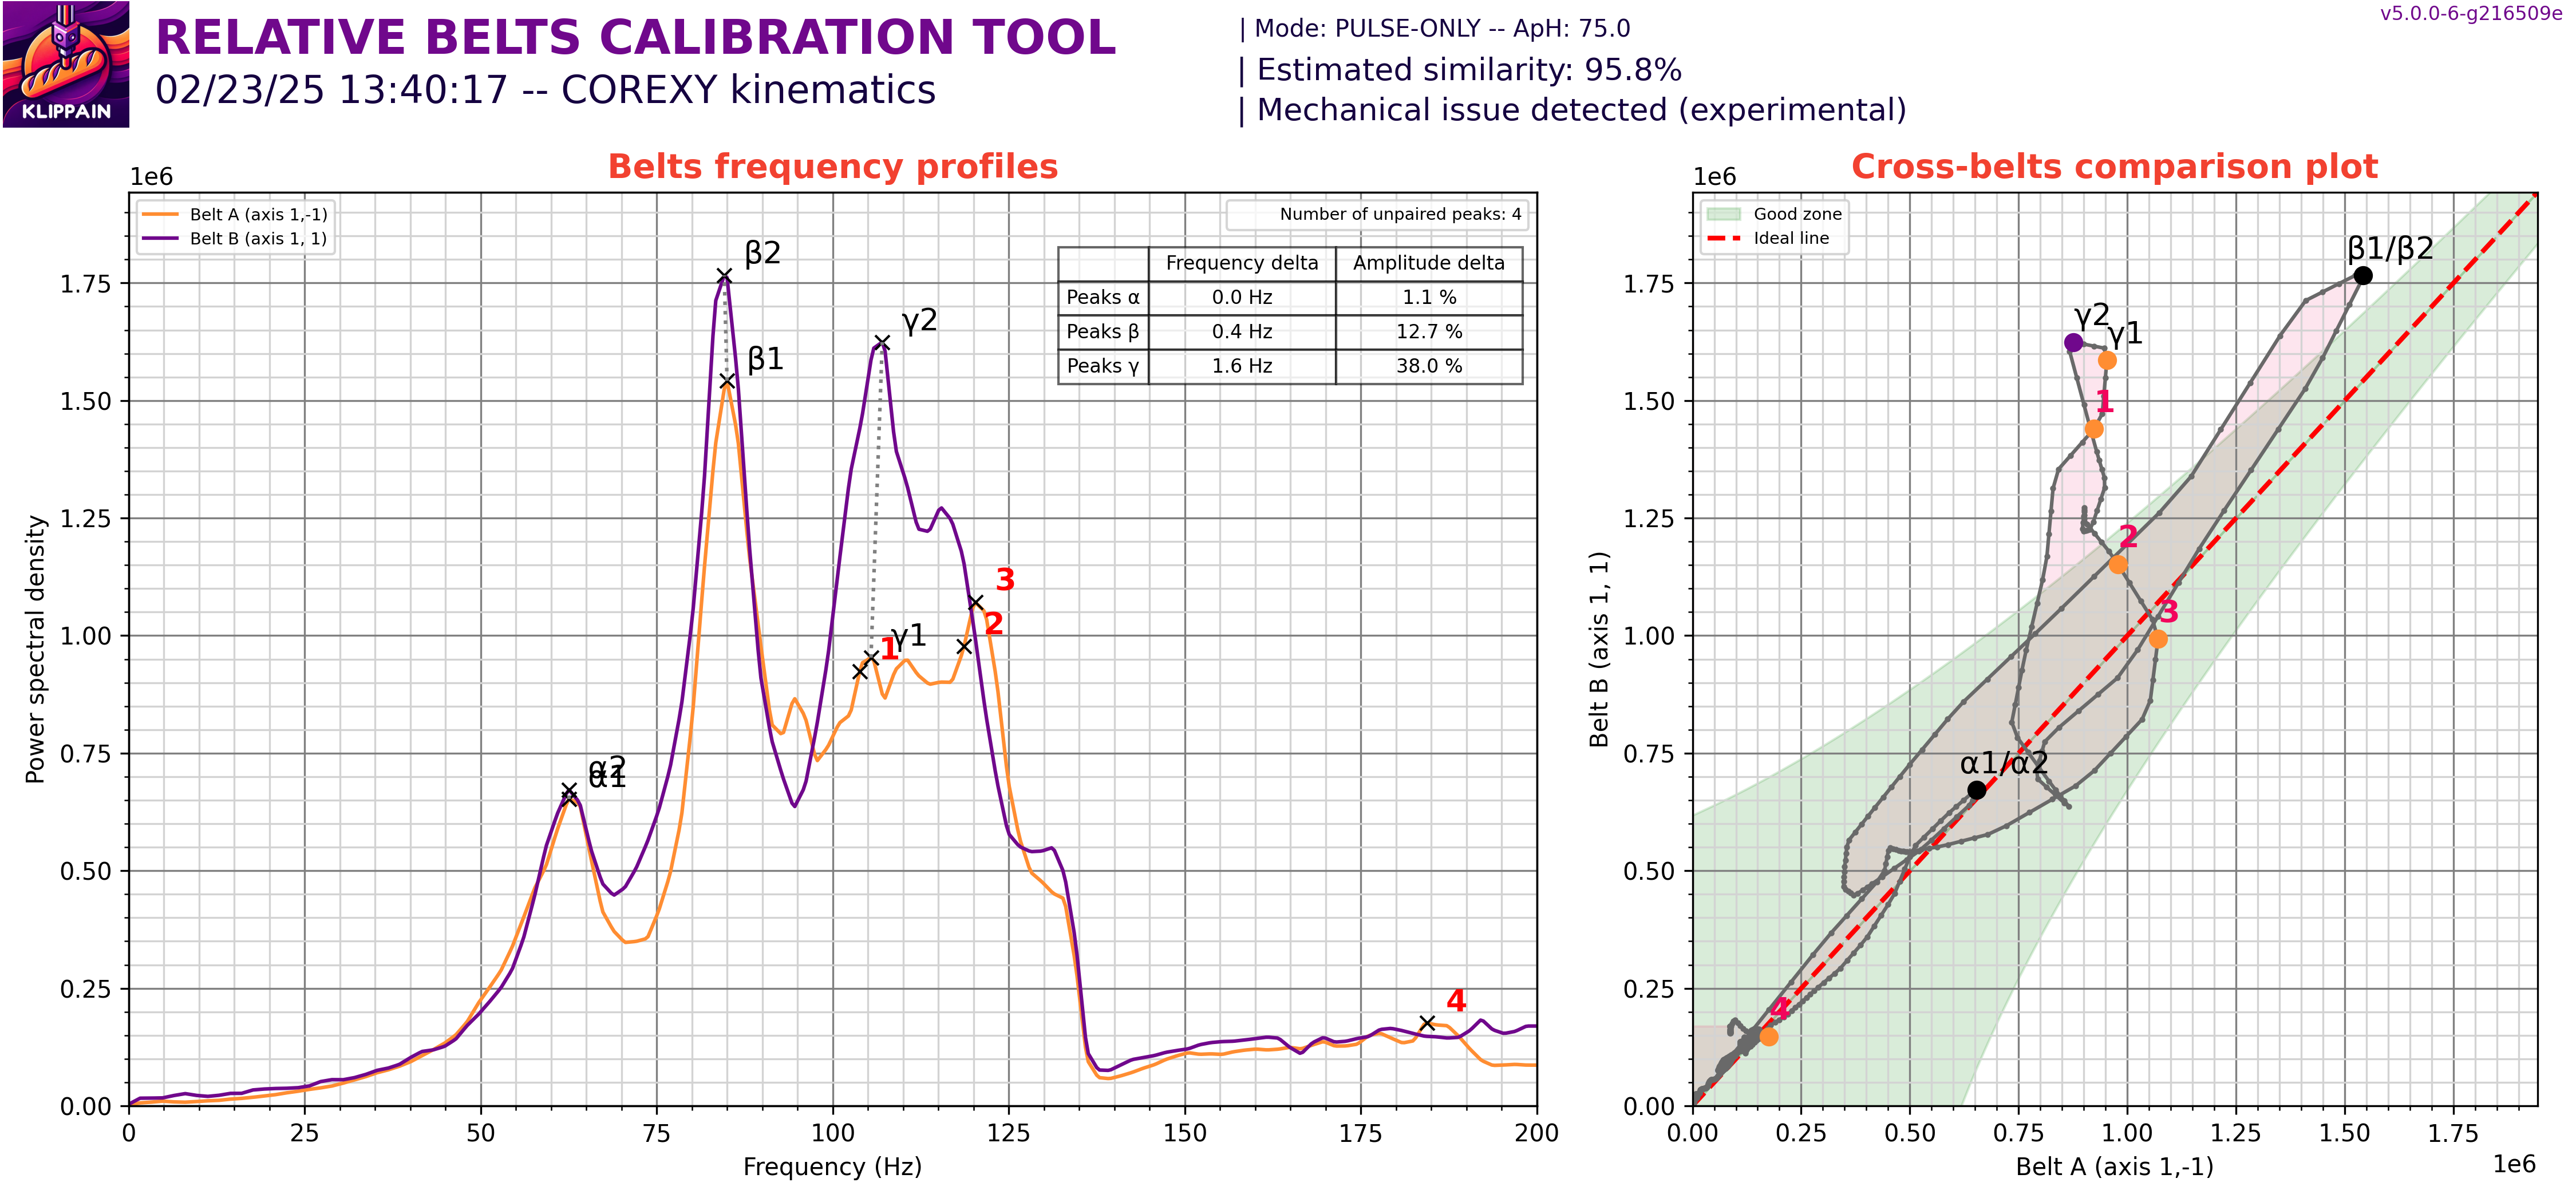 v5.0.0-6-g216509e
KLIPPAIN
RELATIVE BELTS CALIBRATION TOOL
02/23/25 13:40:17 -- COREXY kinematics
| Mode: PULSE-ONLY -- ApH: 75.0
| Estimated similarity: 95.8%
| Mechanical issue detected (experimental)
Belts frequency profiles
1e6
Belt A (axis 1,-1)
Belt B (axis 1, 1)
Number of unpaired peaks: 4
Frequency delta Amplitude delta
Peaks α 0.0 Hz 1.1 %
Peaks β 0.4 Hz 12.7 %
Peaks γ 1.6 Hz 38.0 %
β2
γ2
β1
3
2
1
γ1
α2
α1
4
1.75
1.50
1.25
1.00
0.75
0.50
0.25
0.00
Power spectral density
0 25 50 75 100 125 150 175 200
Frequency (Hz)
Cross-belts comparison plot
1e6
Good zone
Ideal line
β1/β2
γ2
γ1
1
2
3
α1/α2
4
1.75
1.50
1.25
1.00
0.75
0.50
0.25
0.00
Belt B (axis 1, 1)
0.00 0.25 0.50 0.75 1.00 1.25 1.50 1.75
1e6
Belt A (axis 1,-1)